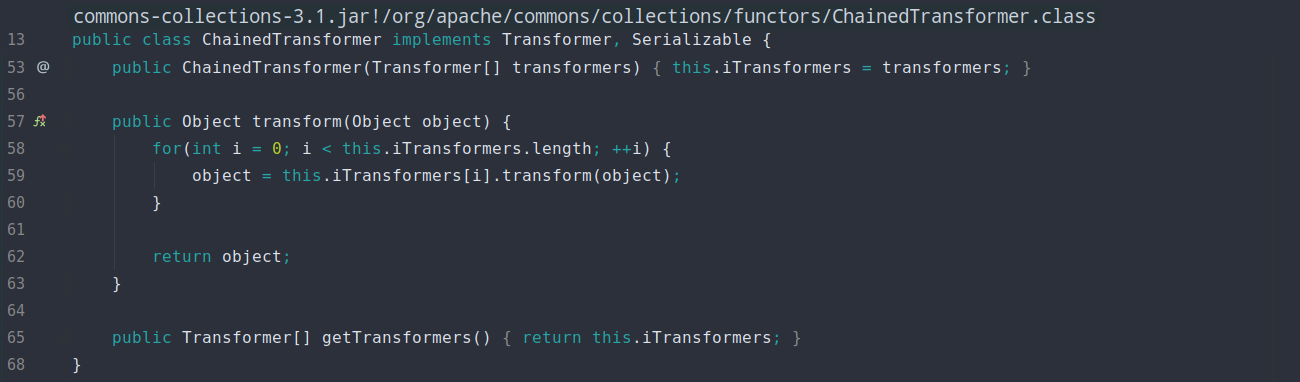 commons-collections-3.1.jar!/org/apache/commons/collections/functors/ChainedTransformer.class
13 public class ChainedTransformer implements Transformer, Serializable {
53 @ public ChainedTransformer(Transformer[] transformers) { this.iTransformers = transformers; }
56
57 public Object transform(Object object) {
58 for(int i = 0; i < this.iTransformers.length; ++i) {
59 object = this.iTransformers[i].transform(object);
60 }
61
62 return object;
63 }
64
65 public Transformer[] getTransformers() { return this.iTransformers; }
68 }